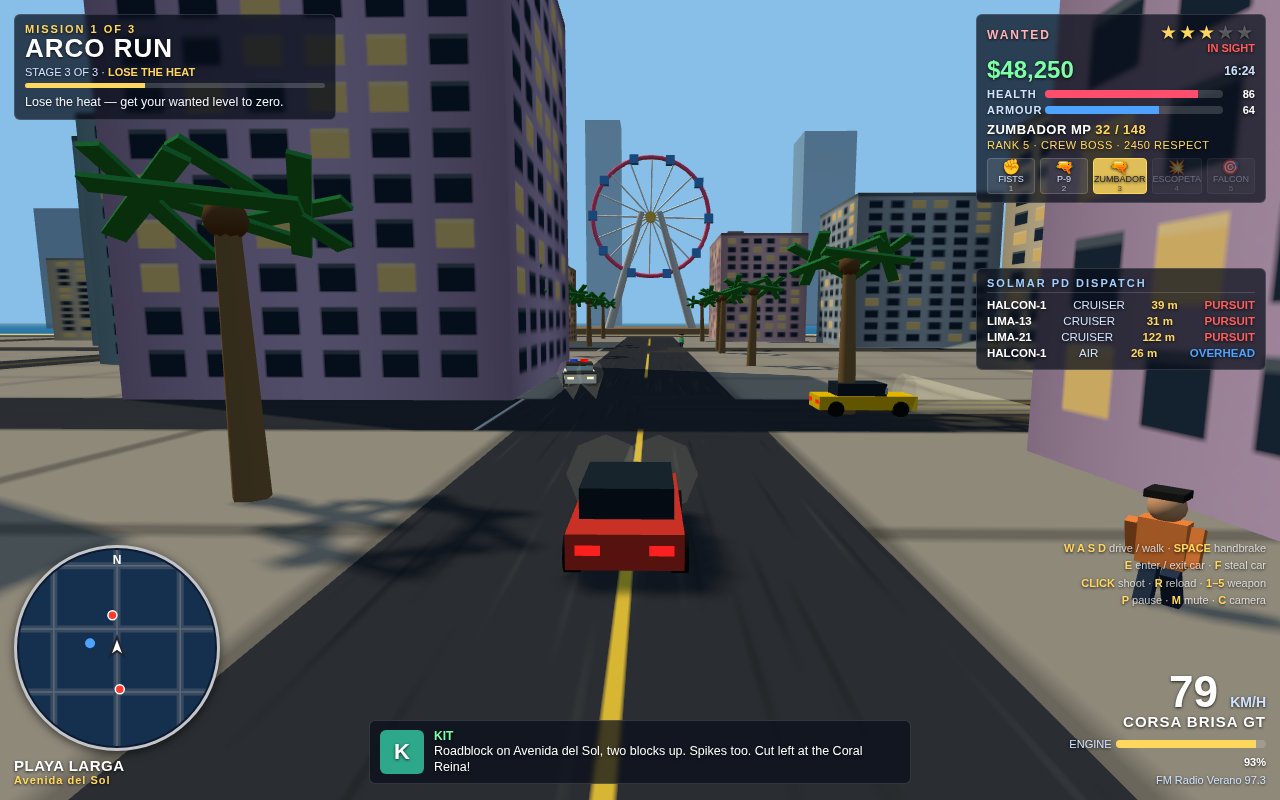 MISSION 1 OF 3
ARCO RUN
STAGE 3 OF 3 · LOSE THE HEAT
Lose the heat — get your wanted level to zero.
WANTED ★★★★★
IN SIGHT
$48,250 16:24
HEALTH 86
ARMOUR 64
ZUMBADOR MP 32 / 148
RANK 5 · CREW BOSS · 2450 RESPECT
FISTS P-9 ZUMBADOR ESCOPETA FALCON
1 2 3 4 5
SOLMAR PD DISPATCH
HALCON-1 CRUISER 39 m PURSUIT
LIMA-13 CRUISER 31 m PURSUIT
LIMA-21 CRUISER 122 m PURSUIT
HALCON-1 AIR 26 m OVERHEAD
W A S D drive / walk · SPACE handbrake
E enter / exit car · F steal car
CLICK shoot · R reload · 1–5 weapon
P pause · M mute · C camera
N
PLAYA LARGA
Avenida del Sol
K
KIT
Roadblock on Avenida del Sol, two blocks up. Spikes too. Cut left at the Coral
Reina!
79 KM/H
CORSA BRISA GT
ENGINE
93%
FM Radio Verano 97.3